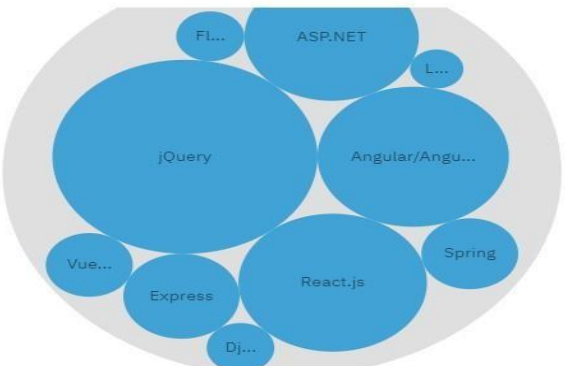 Fl...
ASP.NET
L...
jQuery
Angular/Angu...
Vue...
Express
React.js
Spring
Dj...